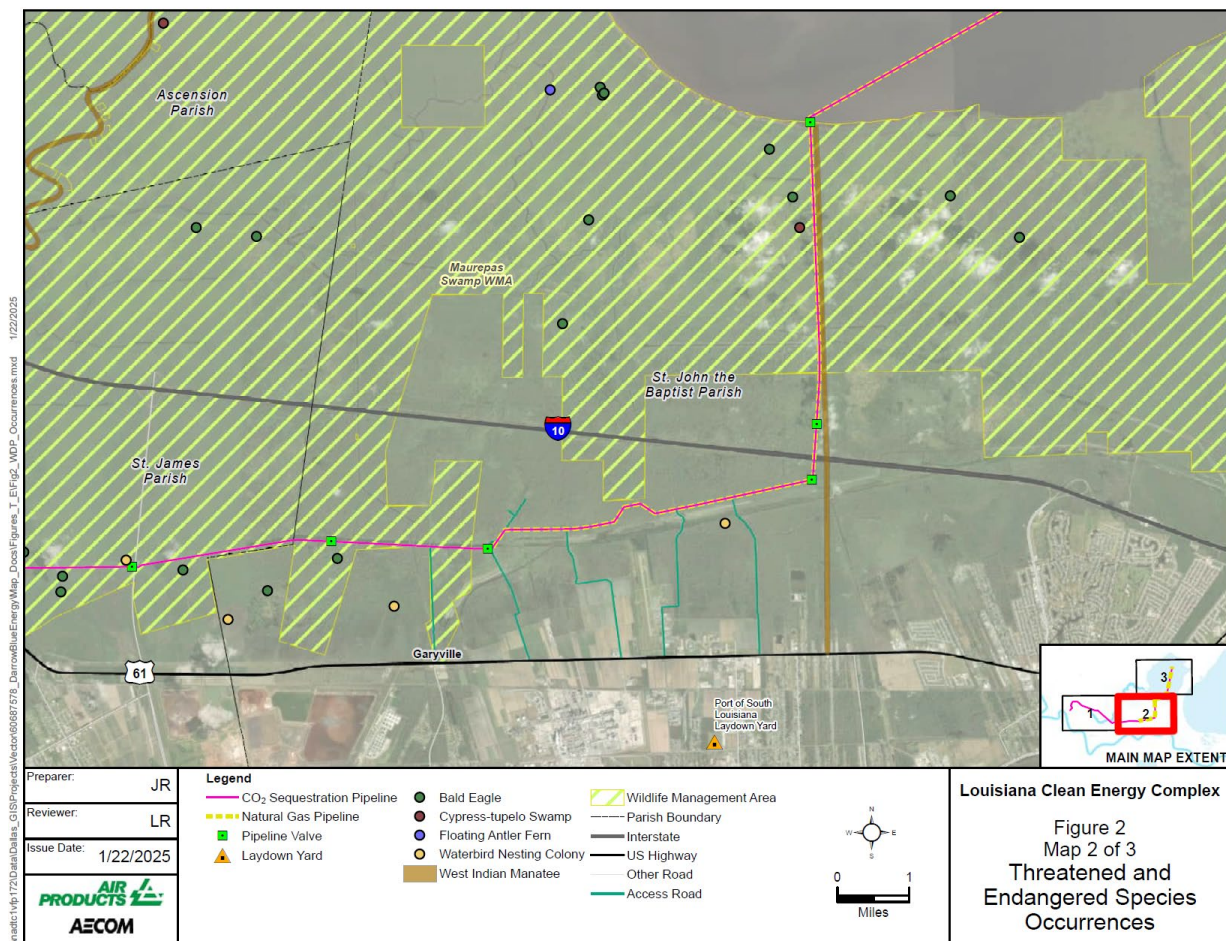 Ascension
Parish
Maurepas
Swamp WMA
St. John the
Baptist Parish
10
St. James
Parish
61
Garyville
Port of South
Louisiana
Laydown Yard
1
2
3
MAIN MAP EXTENT
1/22/2025
Preparer:
JR
Reviewer:
LR
Issue Date:
1/22/2025
AIR
PRODUCTS
AECOM
Legend
CO₂ Sequestration Pipeline
Natural Gas Pipeline
Pipeline Valve
Laydown Yard
Bald Eagle
Cypress-tupelo Swamp
Floating Antler Fern
Waterbird Nesting Colony
West Indian Manatee
Wildlife Management Area
Parish Boundary
Interstate
US Highway
Other Road
Access Road
N
W E
S
0 1
Miles
Louisiana Clean Energy Complex
Figure 2
Map 2 of 3
Threatened and
Endangered Species
Occurrences